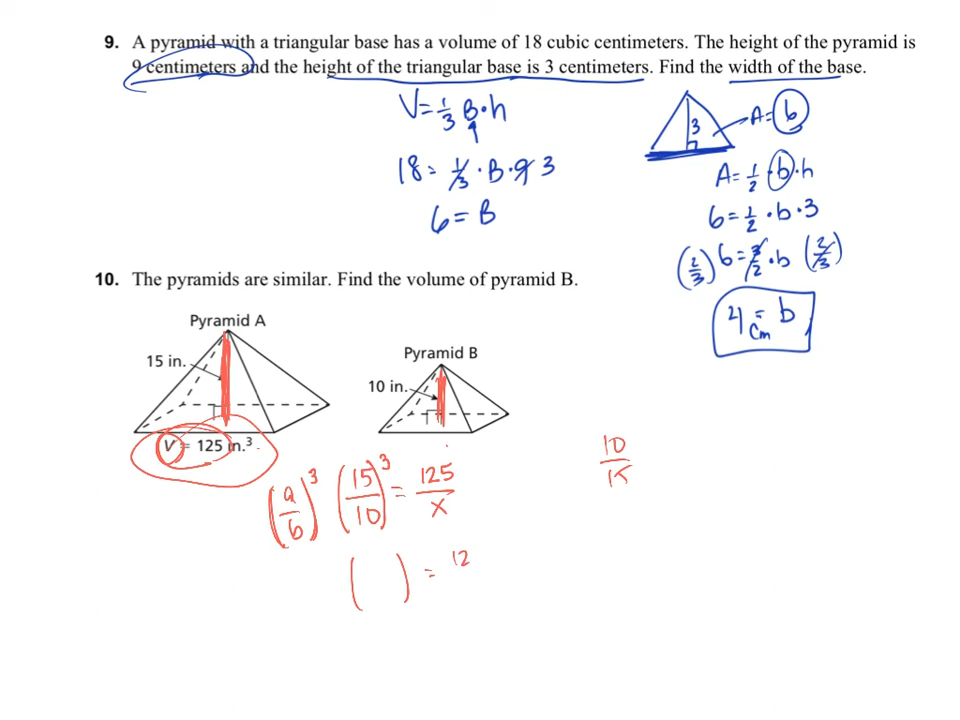 9. A pyramid with a triangular base has a volume of 18 cubic centimeters. The height of the pyramid is
9 centimeters and the height of the triangular base is 3 centimeters. Find the width of the base.
V = 1/3 B·h
18 = 1/3 · B · 9 3
6 = B
3
A = 6
A = 1/2 · b · h
6 = 1/2 · b · 3
(2/3) 6 = 3/2 · b (2/3)
4 cm = b
10. The pyramids are similar. Find the volume of pyramid B.
Pyramid A
15 in.
V = 125 in.³
Pyramid B
10 in.
(a/b)³ (15/10)³ = 125/x
( ) = 12
10/15